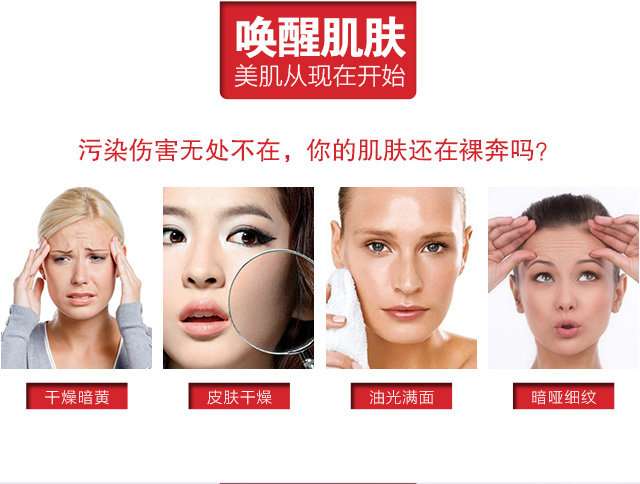 唤醒肌肤
美肌从现在开始
污染伤害无处不在，你的肌肤还在裸奔吗？
干燥暗黄
皮肤干燥
油光满面
暗哑细纹